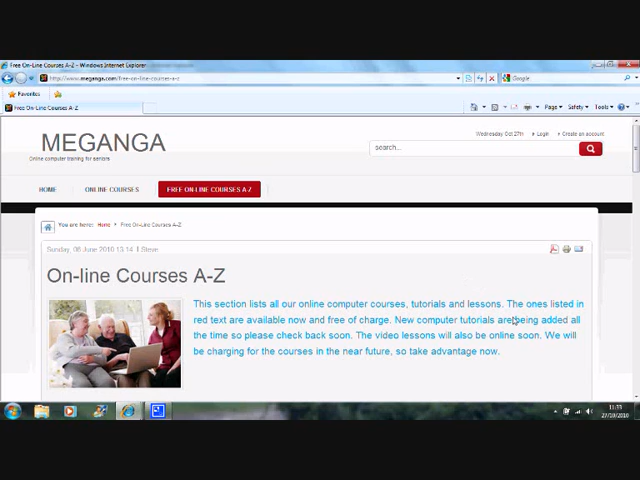 Free On-Line Courses A-Z - Windows Internet Explorer
http://www.meganga.com/free-on-line-courses-a-z
Google
Favorites
Free On-Line Courses A-Z
Page Safety Tools
MEGANGA
Online computer training for seniors
Wednesday Oct 27th Login Create an account
search...
HOME ONLINE COURSES FREE ON-LINE COURSES A-Z
You are here: Home Free On-Line Courses A-Z
Sunday, 06 June 2010 13:14 | Steve
On-line Courses A-Z
This section lists all our online computer courses, tutorials and lessons. The ones listed in
red text are available now and free of charge. New computer tutorials are being added all
the time so please check back soon. The video lessons will also be online soon. We will
be charging for the courses in the near future, so take advantage now.
11:33
27/10/2010